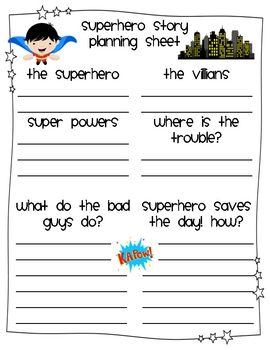 superhero story
planning sheet
the superhero
the villians
super powers
where is the
trouble?
what do the bad
guys do?
superhero saves
the day! how?
KAPOW!